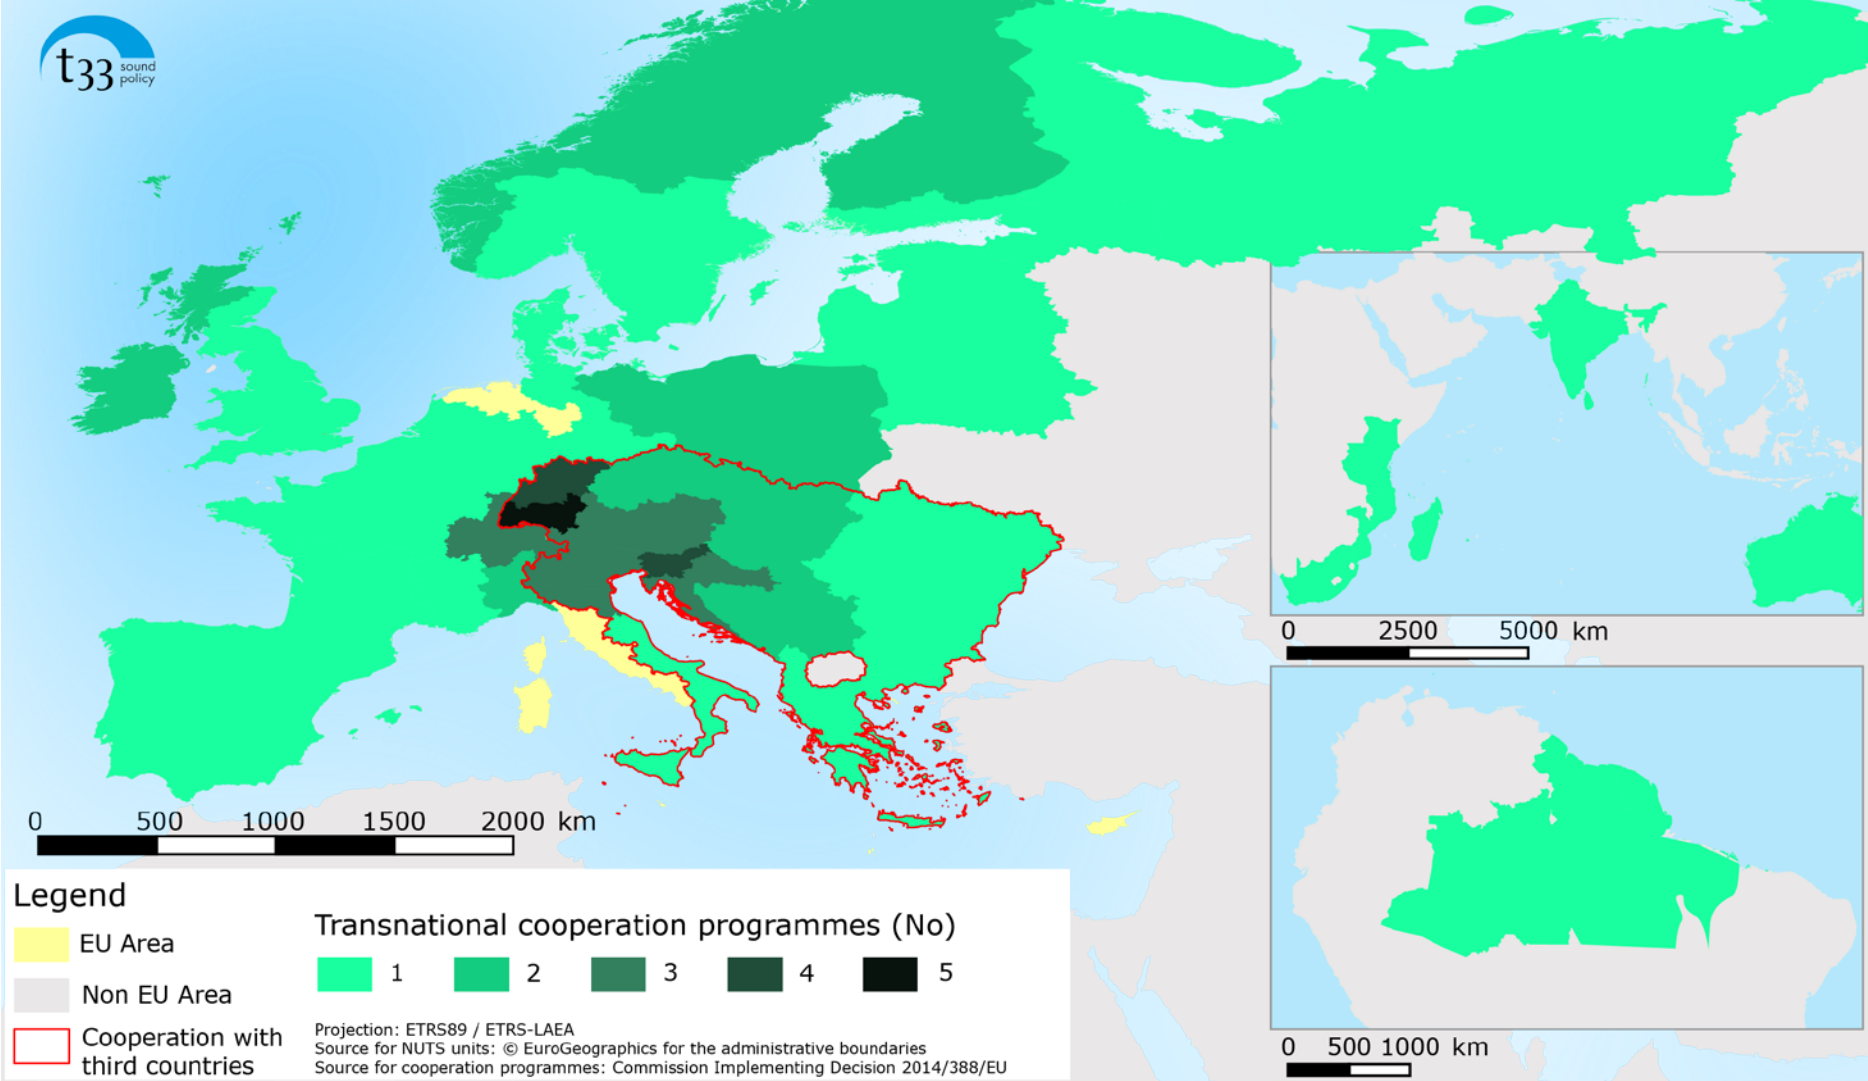 t33 sound
policy
0 2500 5000 km
0 500 1000 1500 2000 km
Legend
EU Area
Non EU Area
Cooperation with
third countries
Transnational cooperation programmes (No)
1 2 3 4 5
Projection: ETRS89 / ETRS-LAEA
Source for NUTS units: © EuroGeographics for the administrative boundaries
Source for cooperation programmes: Commission Implementing Decision 2014/388/EU
0 500 1000 km